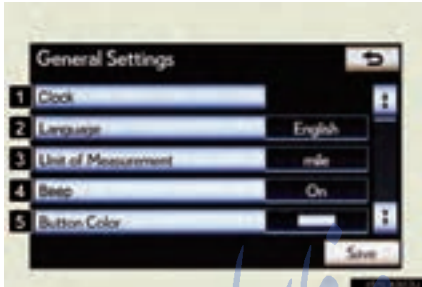 General Settings
1 Clock
2 Language English
3 Unit of Measurement mile
4 Beep On
5 Button Color
Save